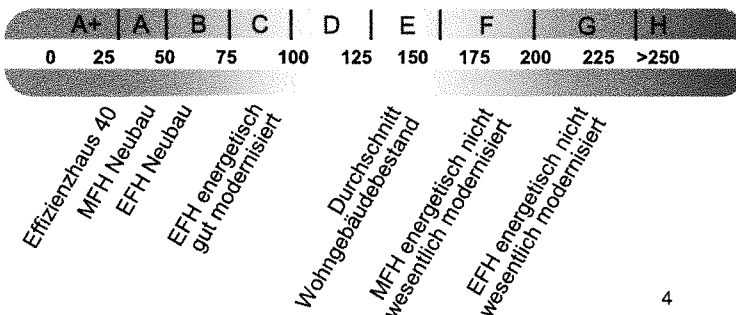 A+ A B C D E F G H
0 25 50 75 100 125 150 175 200 225 >250
Effizienzhaus 40
MFH Neubau
EFH Neubau
EFH energetisch
gut modernisiert
Durchschnitt
Wohngebäudebestand
MFH energetisch nicht
wesentlich modernisiert
EFH energetisch nicht
wesentlich modernisiert
4